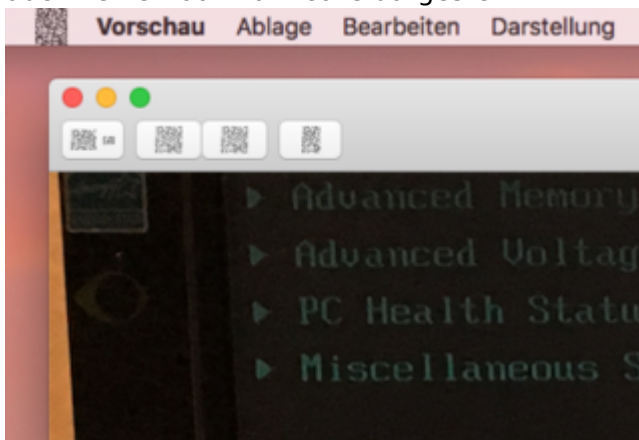 Vorschau Ablage Bearbeiten Darstellung
Advanced Memory
Advanced Voltag
PC Health Statu
Miscellaneous S